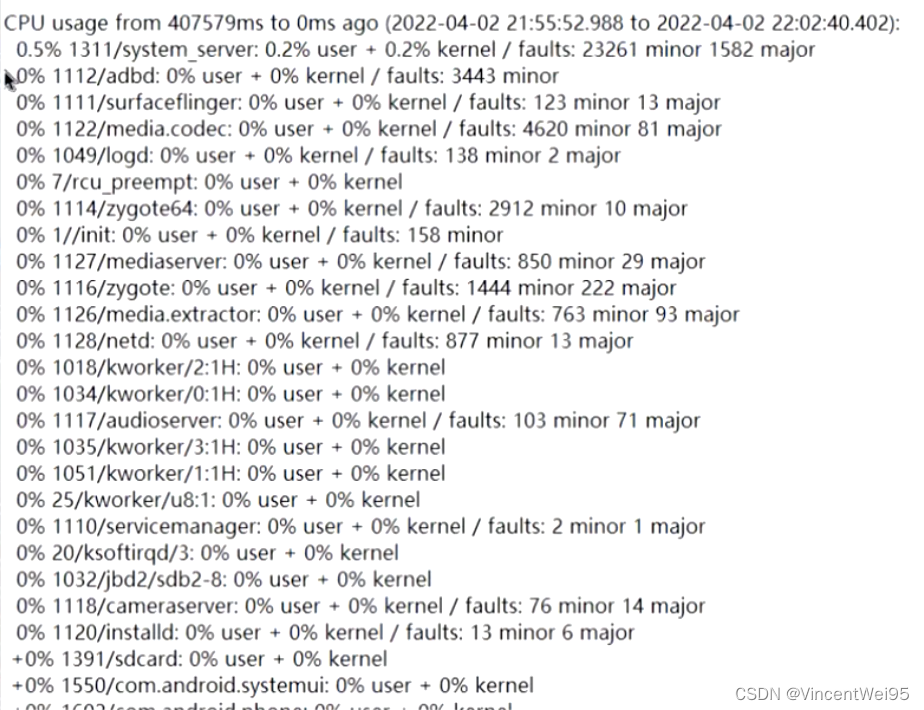 CPU usage from 407579ms to 0ms ago (2022-04-02 21:55:52.988 to 2022-04-02 22:02:40.402):
0.5% 1311/system_server: 0.2% user + 0.2% kernel / faults: 23261 minor 1582 major
0% 1112/adbd: 0% user + 0% kernel / faults: 3443 minor
0% 1111/surfaceflinger: 0% user + 0% kernel / faults: 123 minor 13 major
0% 1122/media.codec: 0% user + 0% kernel / faults: 4620 minor 81 major
0% 1049/logd: 0% user + 0% kernel / faults: 138 minor 2 major
0% 7/rcu_preempt: 0% user + 0% kernel
0% 1114/zygote64: 0% user + 0% kernel / faults: 2912 minor 10 major
0% 1//init: 0% user + 0% kernel / faults: 158 minor
0% 1127/mediaserver: 0% user + 0% kernel / faults: 850 minor 29 major
0% 1116/zygote: 0% user + 0% kernel / faults: 1444 minor 222 major
0% 1126/media.extractor: 0% user + 0% kernel / faults: 763 minor 93 major
0% 1128/netd: 0% user + 0% kernel / faults: 877 minor 13 major
0% 1018/kworker/2:1H: 0% user + 0% kernel
0% 1034/kworker/0:1H: 0% user + 0% kernel
0% 1117/audioserver: 0% user + 0% kernel / faults: 103 minor 71 major
0% 1035/kworker/3:1H: 0% user + 0% kernel
0% 1051/kworker/1:1H: 0% user + 0% kernel
0% 25/kworker/u8:1: 0% user + 0% kernel
0% 1110/servicemanager: 0% user + 0% kernel / faults: 2 minor 1 major
0% 20/ksoftirqd/3: 0% user + 0% kernel
0% 1032/jbd2/sdb2-8: 0% user + 0% kernel
0% 1118/cameraserver: 0% user + 0% kernel / faults: 76 minor 14 major
0% 1120/installd: 0% user + 0% kernel / faults: 13 minor 6 major
+0% 1391/sdcard: 0% user + 0% kernel
+0% 1550/com.android.systemui: 0% user + 0% kernel
CSDN @VincentWei95